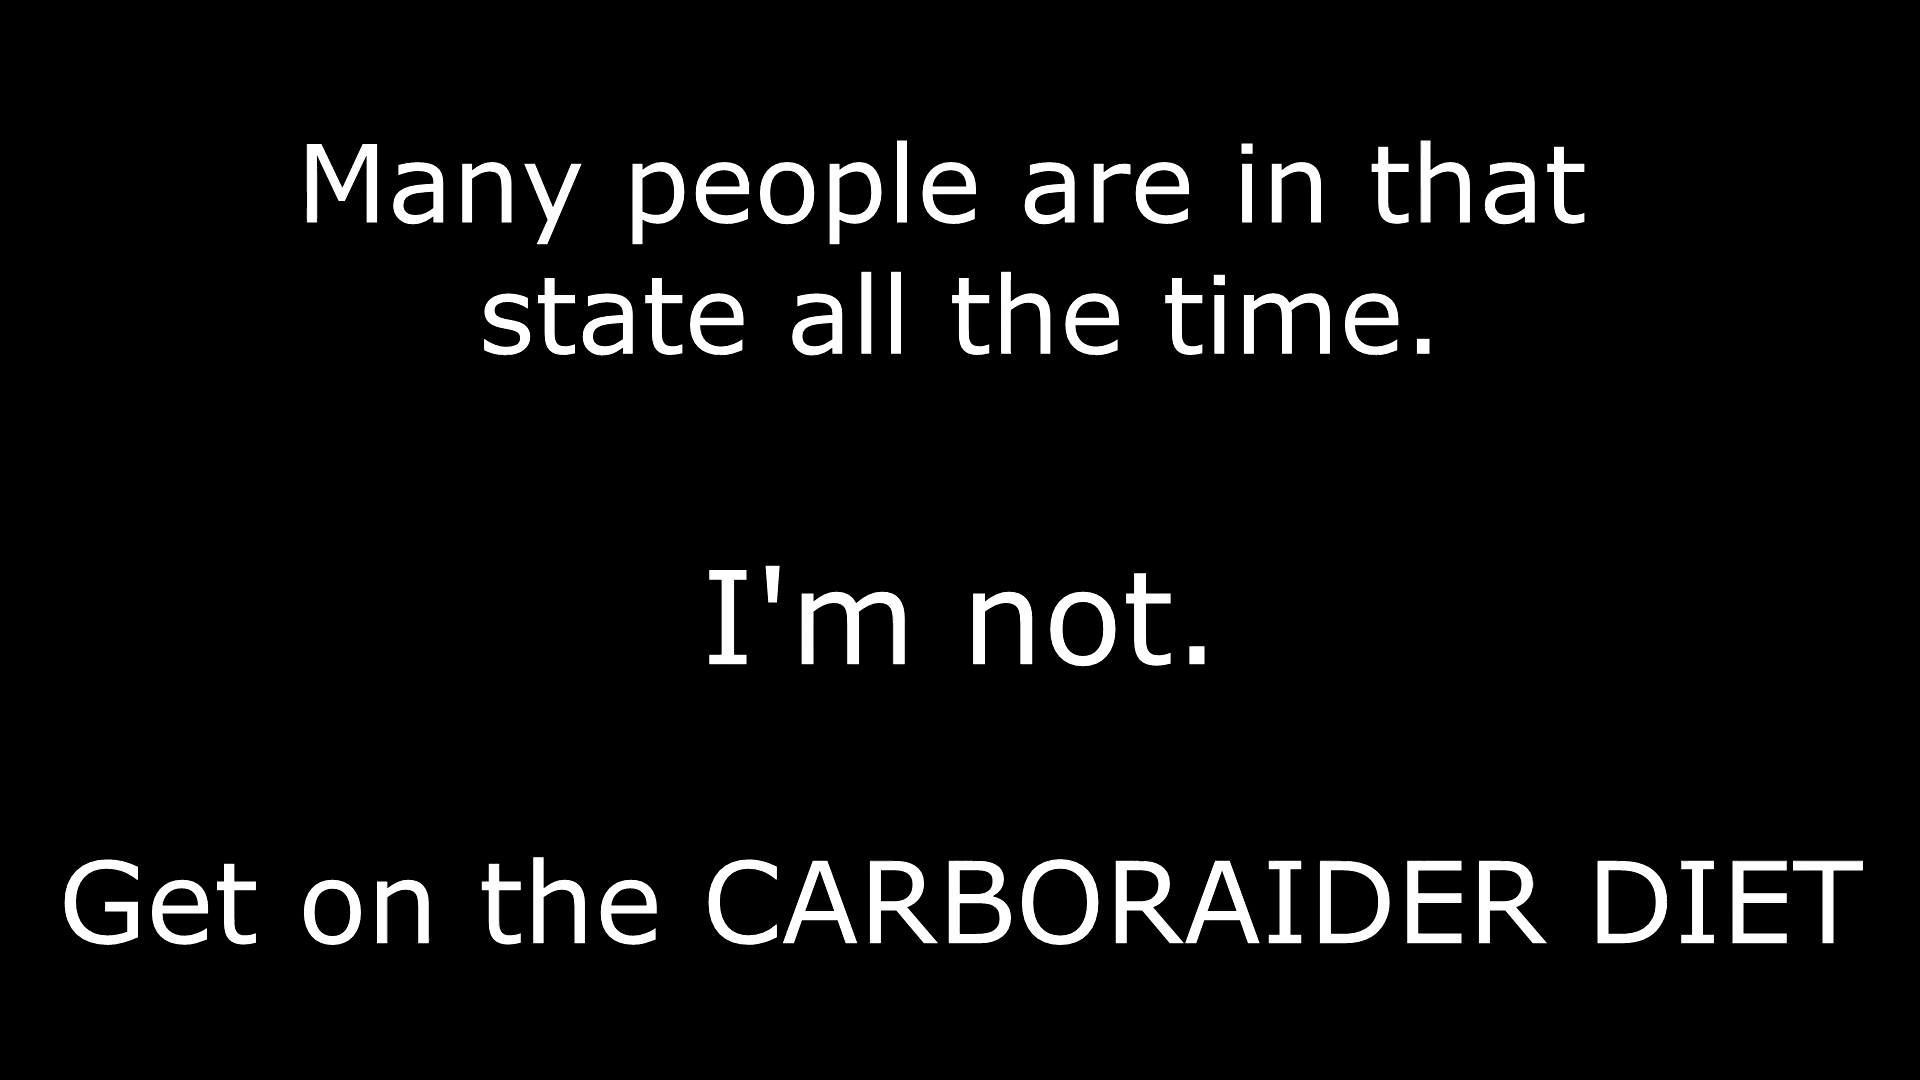 Many people are in that
state all the time.
I'm not.
Get on the CARBORAIDER DIET